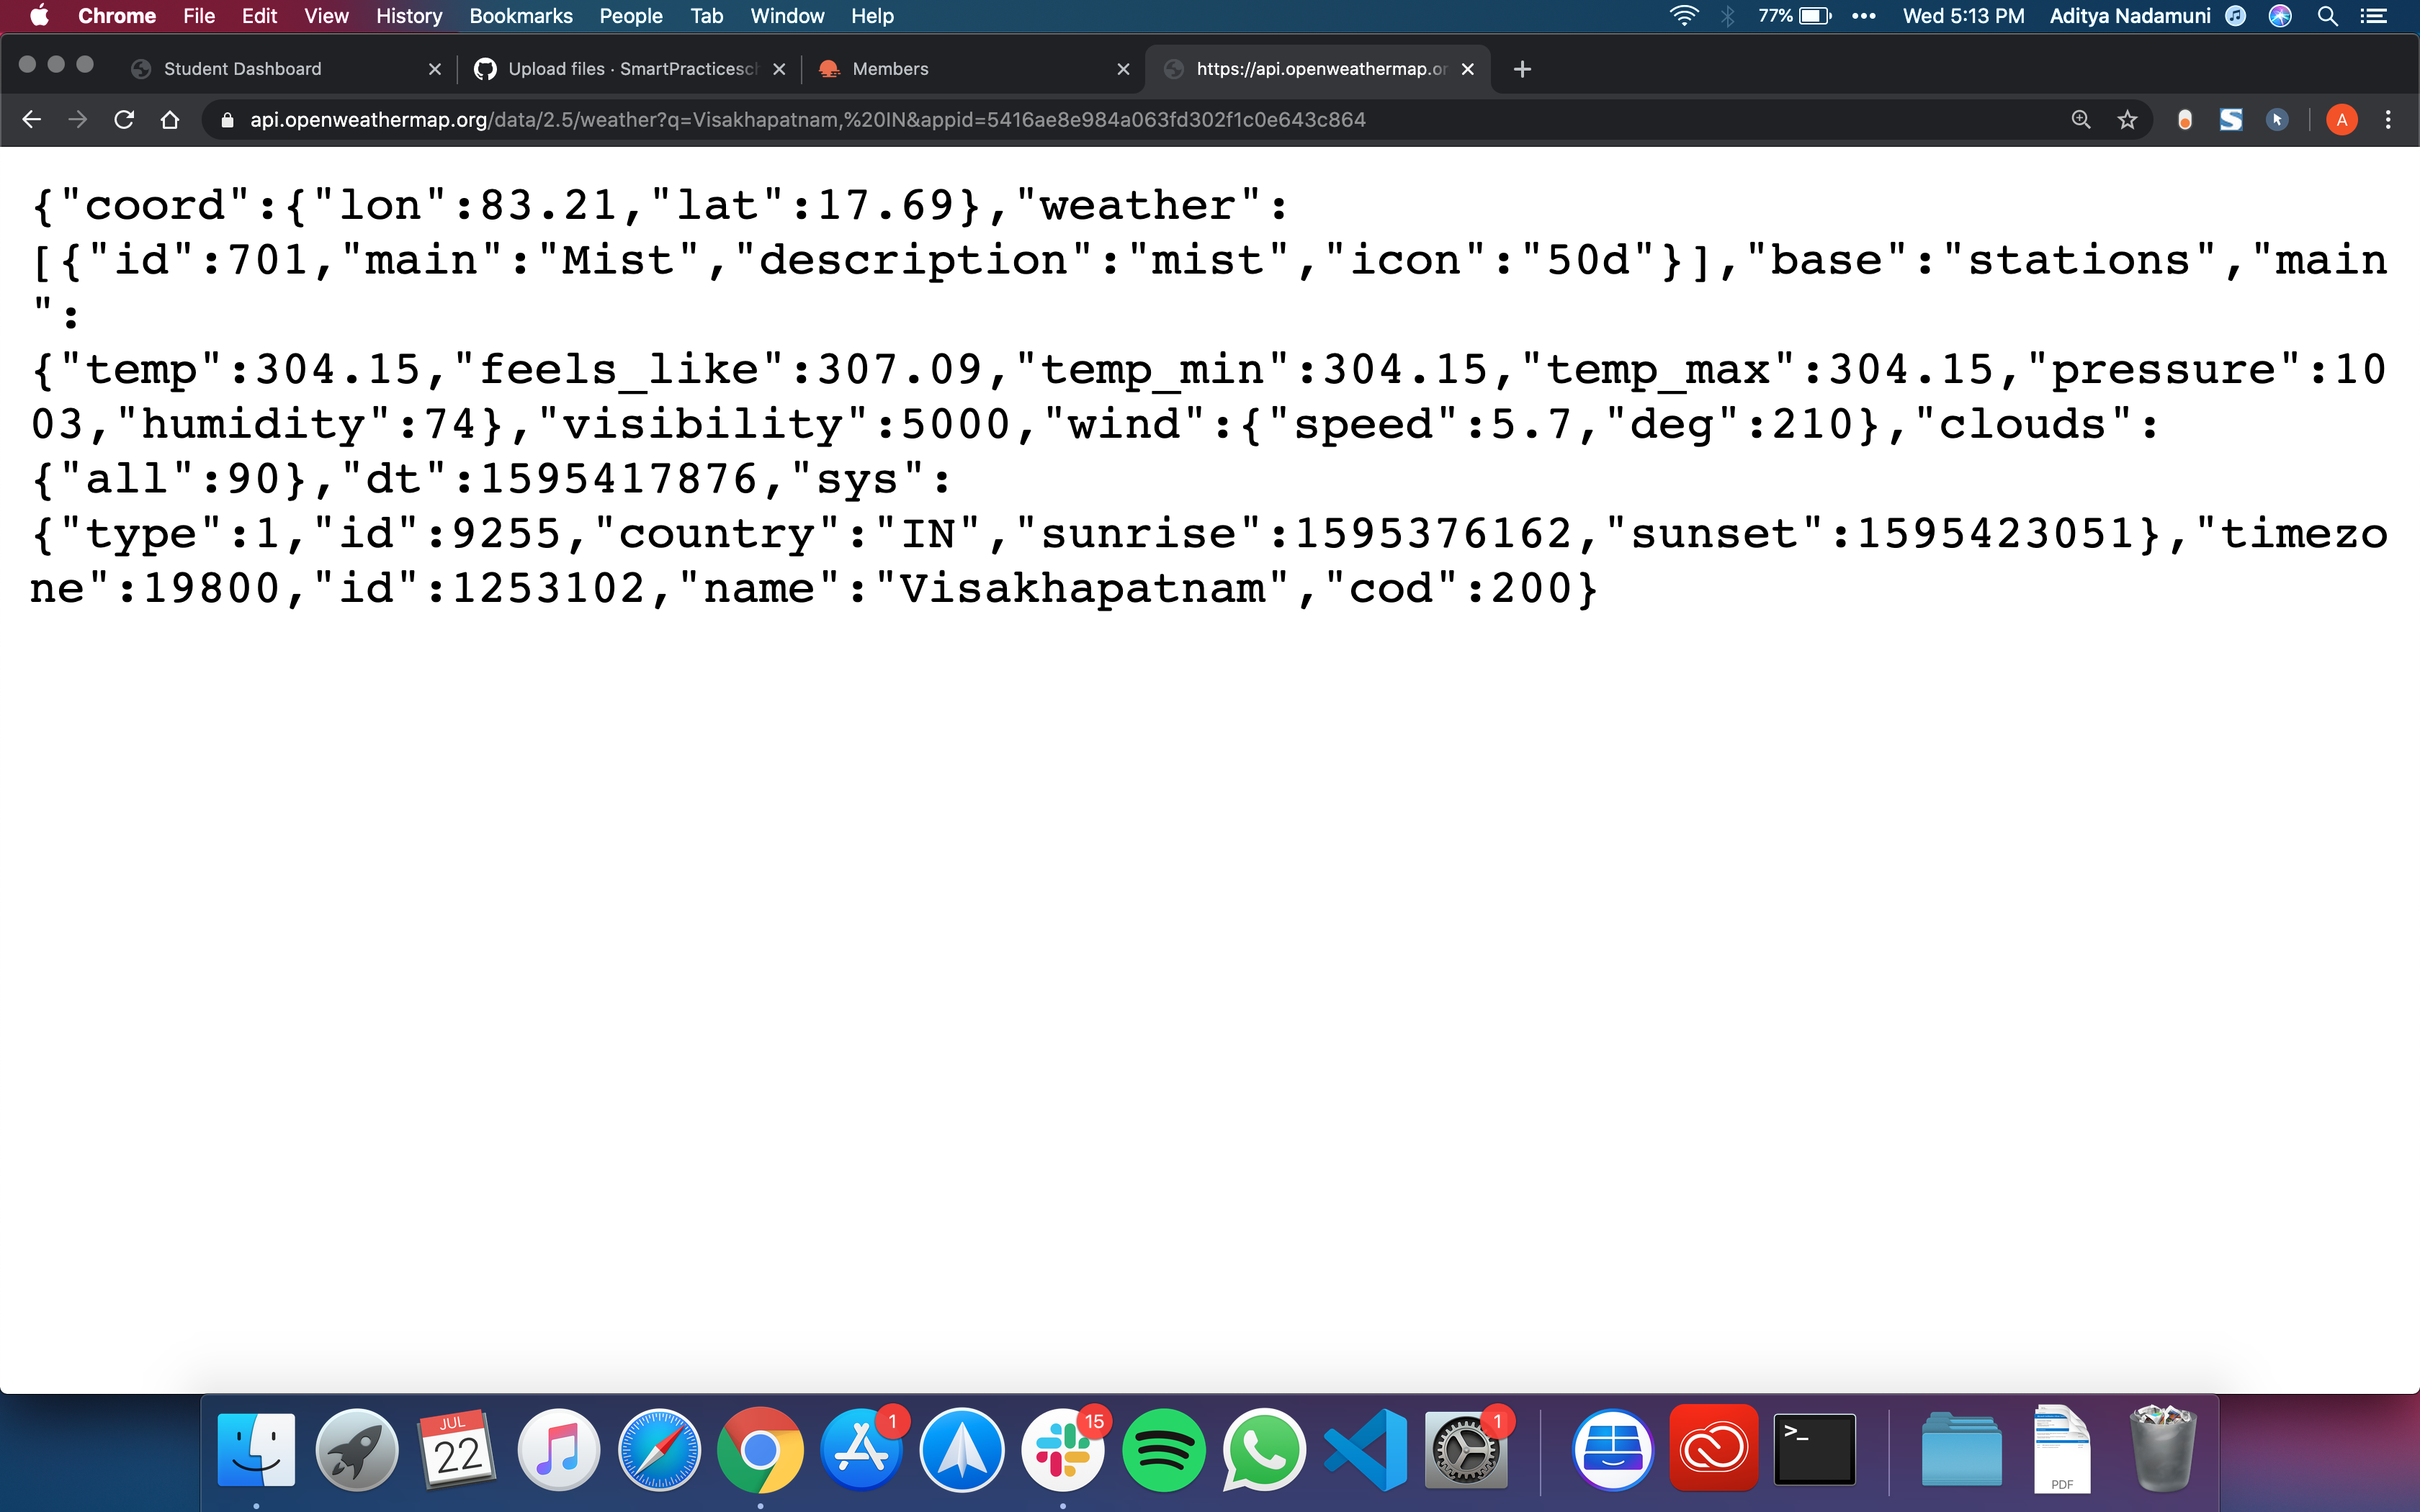 Chrome File Edit View History Bookmarks People Tab Window Help 77% Wed 5:13 PM Aditya Nadamuni
Student Dashboard Upload files · SmartPracticesch Members https://api.openweathermap.or
api.openweathermap.org/data/2.5/weather?q=Visakhapatnam,%20IN&appid=5416ae8e984a063fd302f1c0e643c864 A
{"coord":{"lon":83.21,"lat":17.69},"weather":
[{"id":701,"main":"Mist","description":"mist","icon":"50d"}],"base":"stations","main
":
{"temp":304.15,"feels_like":307.09,"temp_min":304.15,"temp_max":304.15,"pressure":10
03,"humidity":74},"visibility":5000,"wind":{"speed":5.7,"deg":210},"clouds":
{"all":90},"dt":1595417876,"sys":
{"type":1,"id":9255,"country":"IN","sunrise":1595376162,"sunset":1595423051},"timezo
ne":19800,"id":1253102,"name":"Visakhapatnam","cod":200}
JUL
22
1
15
1
>_
PDF